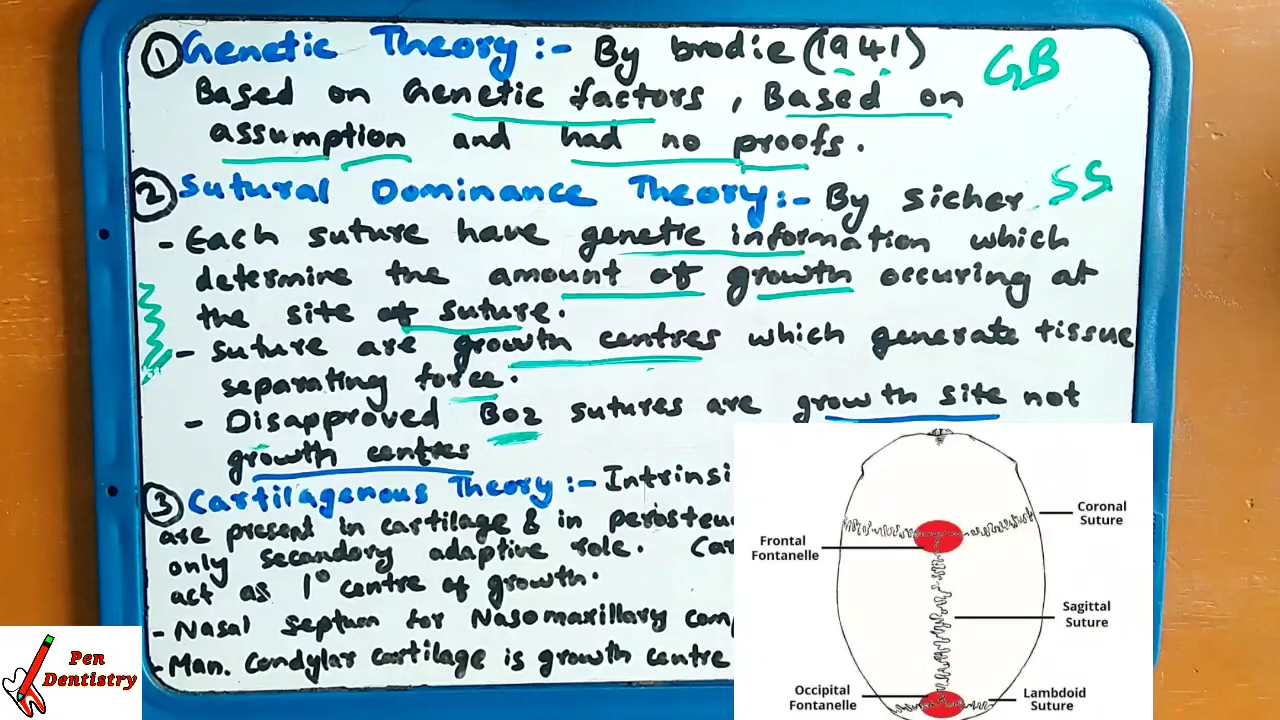 ① Genetic Theory :- By brodie (1941) GB
Based on Genetic factors, Based on
assumption and had no proofs.
② Sutural Dominance Theory :- By sicher SS
- Each suture have genetic information which
determine the amount of growth occuring at
the site of suture.
- Suture are growth centres which generate tissue
separating force.
- Disapproved Boz sutures are growth site not
growth centres
③ Cartilagenous Theory :- Intrinsi
are present in cartilage & in perosteu
only secondory adaptive role. Car
act as 1° centre of growth.
- Nasal septum for Nasomaxillary com
- Man. Condylar cartilage is growth centre
Coronal
Suture
Frontal
Fontanelle
Sagittal
Suture
Occipital
Fontanelle
Lambdoid
Suture
Pen
Dentistry